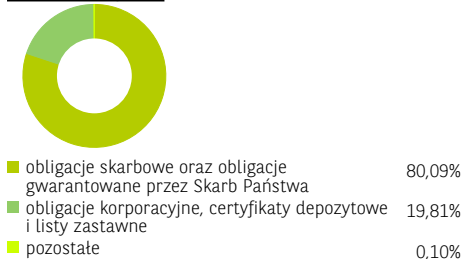 obligacje skarbowe oraz obligacje
gwarantowane przez Skarb Państwa 80,09%
obligacje korporacyjne, certyfikaty depozytowe 19,81%
i listy zastawne
pozostałe 0,10%